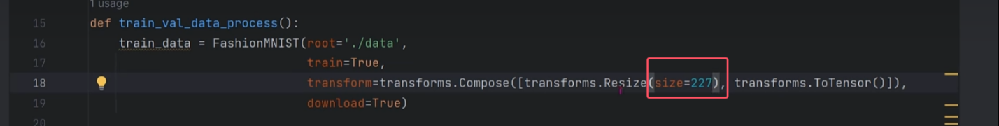 1 usage
15 def train_val_data_process():
16 train_data = FashionMNIST(root='./data',
17 train=True,
18 transform=transforms.Compose([transforms.Resize(size=227), transforms.ToTensor()]),
19 download=True)
20